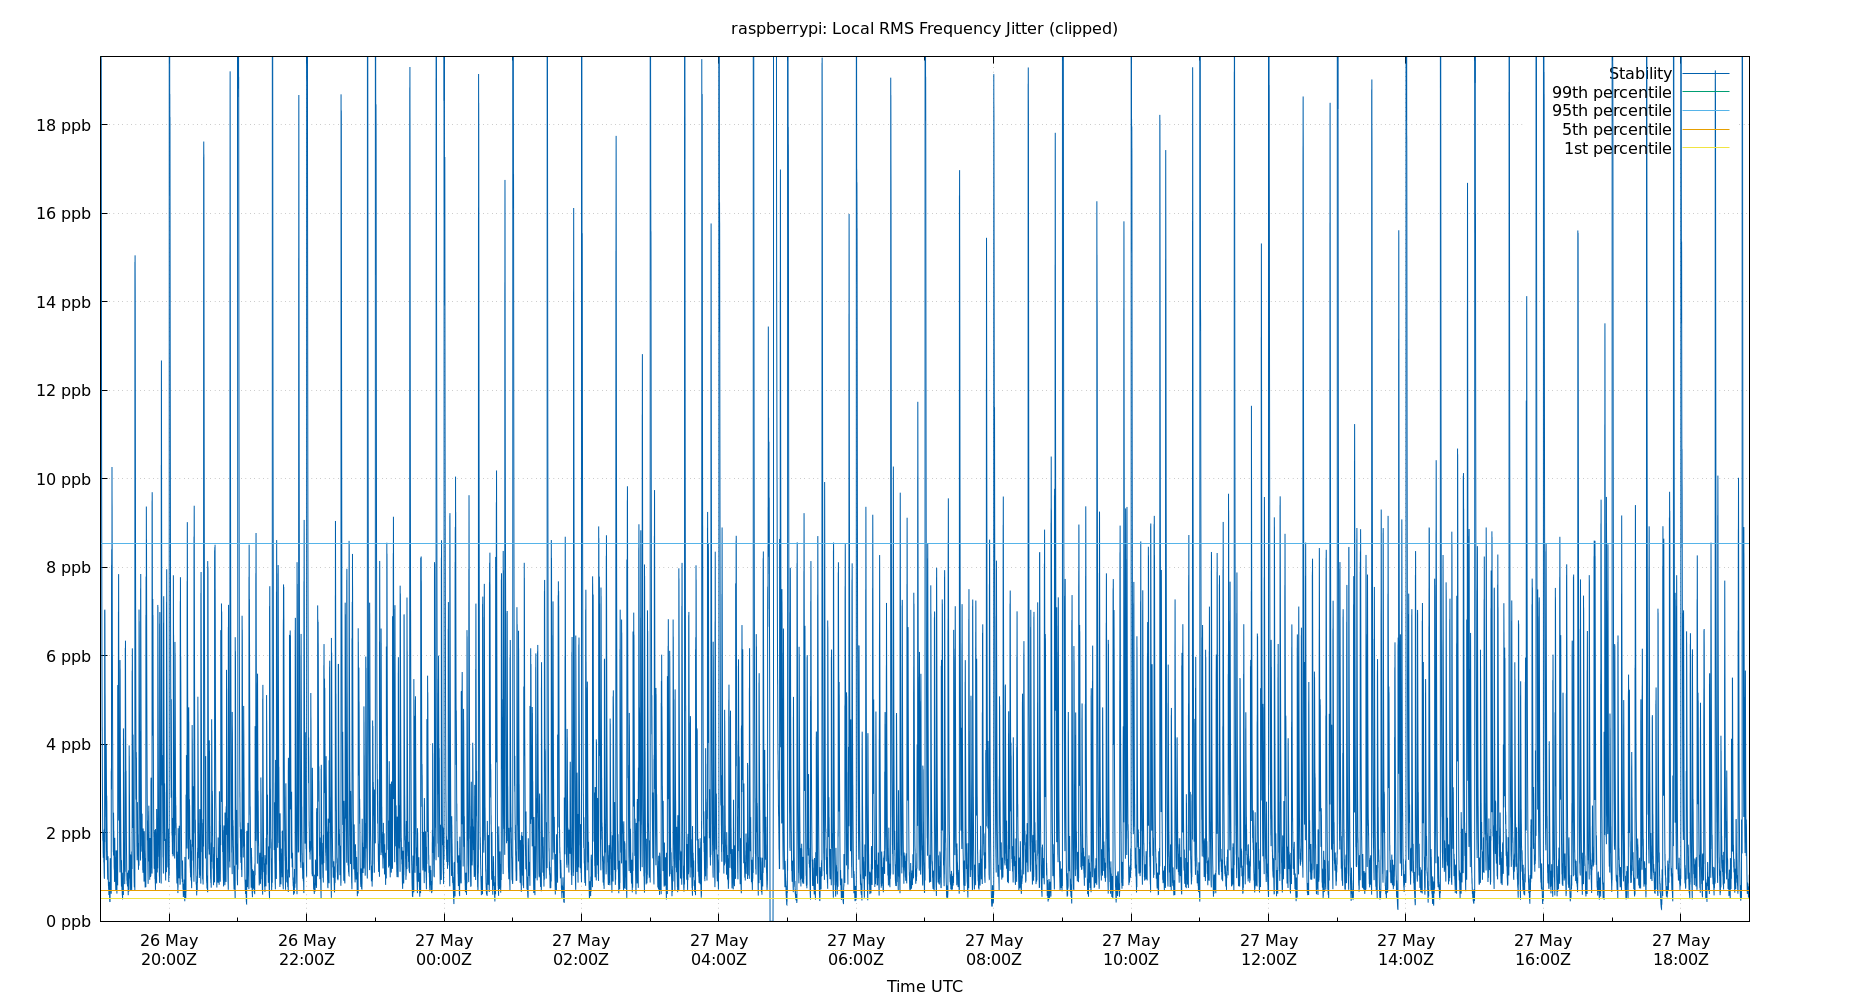 raspberrypi: Local RMS Frequency Jitter (clipped)
Stability
99th percentile
95th percentile
5th percentile
1st percentile
18 ppb
16 ppb
14 ppb
12 ppb
10 ppb
8 ppb
6 ppb
4 ppb
2 ppb
0 ppb
26 May 26 May 27 May 27 May 27 May 27 May 27 May 27 May 27 May 27 May 27 May 27 May
20:00Z 22:00Z 00:00Z 02:00Z 04:00Z 06:00Z 08:00Z 10:00Z 12:00Z 14:00Z 16:00Z 18:00Z
Time UTC